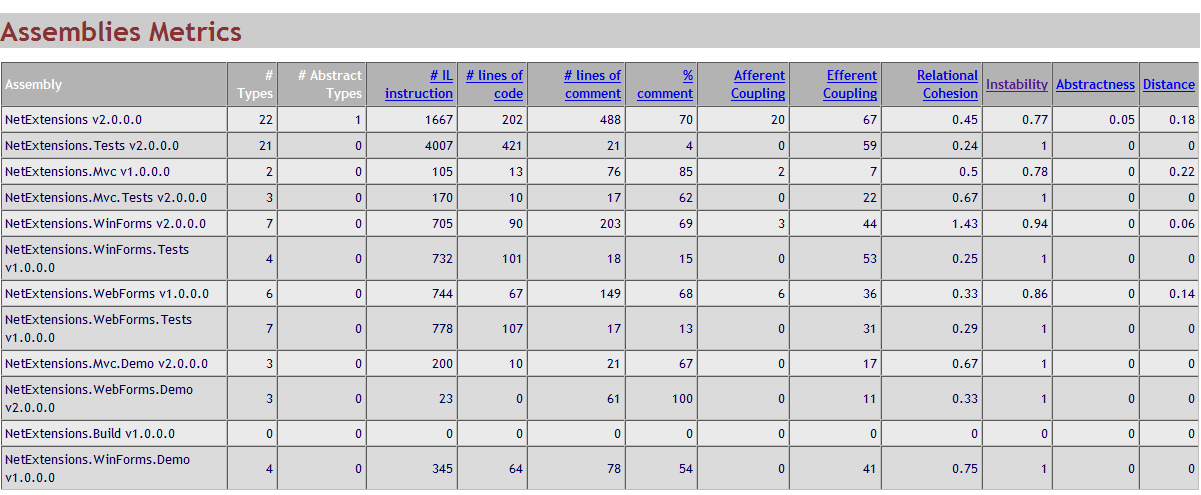 Assemblies Metrics
Assembly # Types # Abstract Types # IL instruction # lines of code # lines of comment % comment Afferent Coupling Efferent Coupling Relational Cohesion Instability Abstractness Distance
NetExtensions v2.0.0.0 22 1 1667 202 488 70 20 67 0.45 0.77 0.05 0.18
NetExtensions.Tests v2.0.0.0 21 0 4007 421 21 4 0 59 0.24 1 0 0
NetExtensions.Mvc v1.0.0.0 2 0 105 13 76 85 2 7 0.5 0.78 0 0.22
NetExtensions.Mvc.Tests v2.0.0.0 3 0 170 10 17 62 0 22 0.67 1 0 0
NetExtensions.WinForms v2.0.0.0 7 0 705 90 203 69 3 44 1.43 0.94 0 0.06
NetExtensions.WinForms.Tests v1.0.0.0 4 0 732 101 18 15 0 53 0.25 1 0 0
NetExtensions.WebForms v1.0.0.0 6 0 744 67 149 68 6 36 0.33 0.86 0 0.14
NetExtensions.WebForms.Tests v1.0.0.0 7 0 778 107 17 13 0 31 0.29 1 0 0
NetExtensions.Mvc.Demo v2.0.0.0 3 0 200 10 21 67 0 17 0.67 1 0 0
NetExtensions.WebForms.Demo v2.0.0.0 3 0 23 0 61 100 0 11 0.33 1 0 0
NetExtensions.Build v1.0.0.0 0 0 0 0 0 0 0 0 0 0 0 0
NetExtensions.WinForms.Demo v1.0.0.0 4 0 345 64 78 54 0 41 0.75 1 0 0